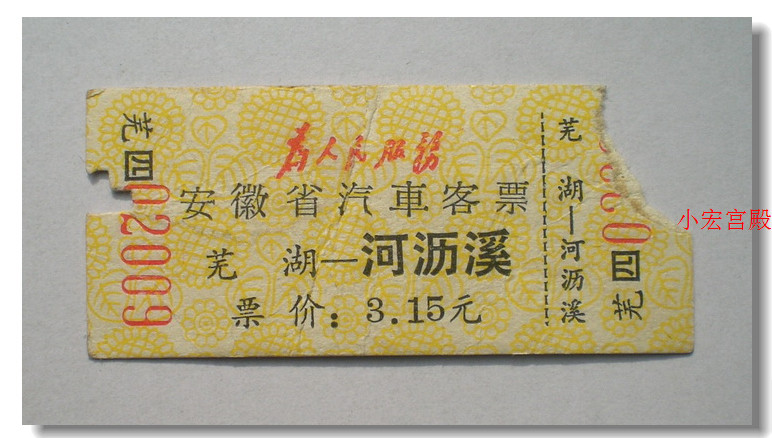 为人民服务
安徽省汽車客票
芜湖—河沥溪
票价：3.15元
芜四
02009
芜湖—河沥溪
芜四
小宏宫殿